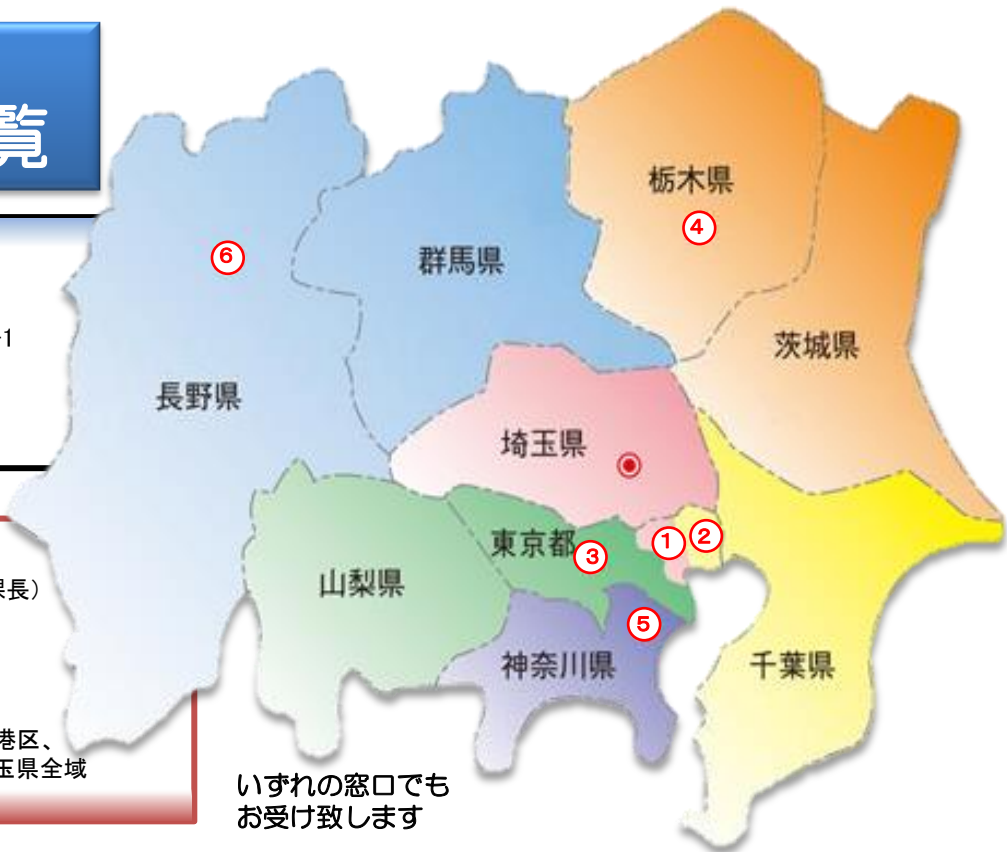 覧
栃木県
④
⑥
群馬県
1
茨城県
長野県
埼玉県
東京都
①
②
③
課長）
山梨県
⑤
神奈川県
千葉県
港区、
玉県全域
いずれの窓口でも
お受け致します